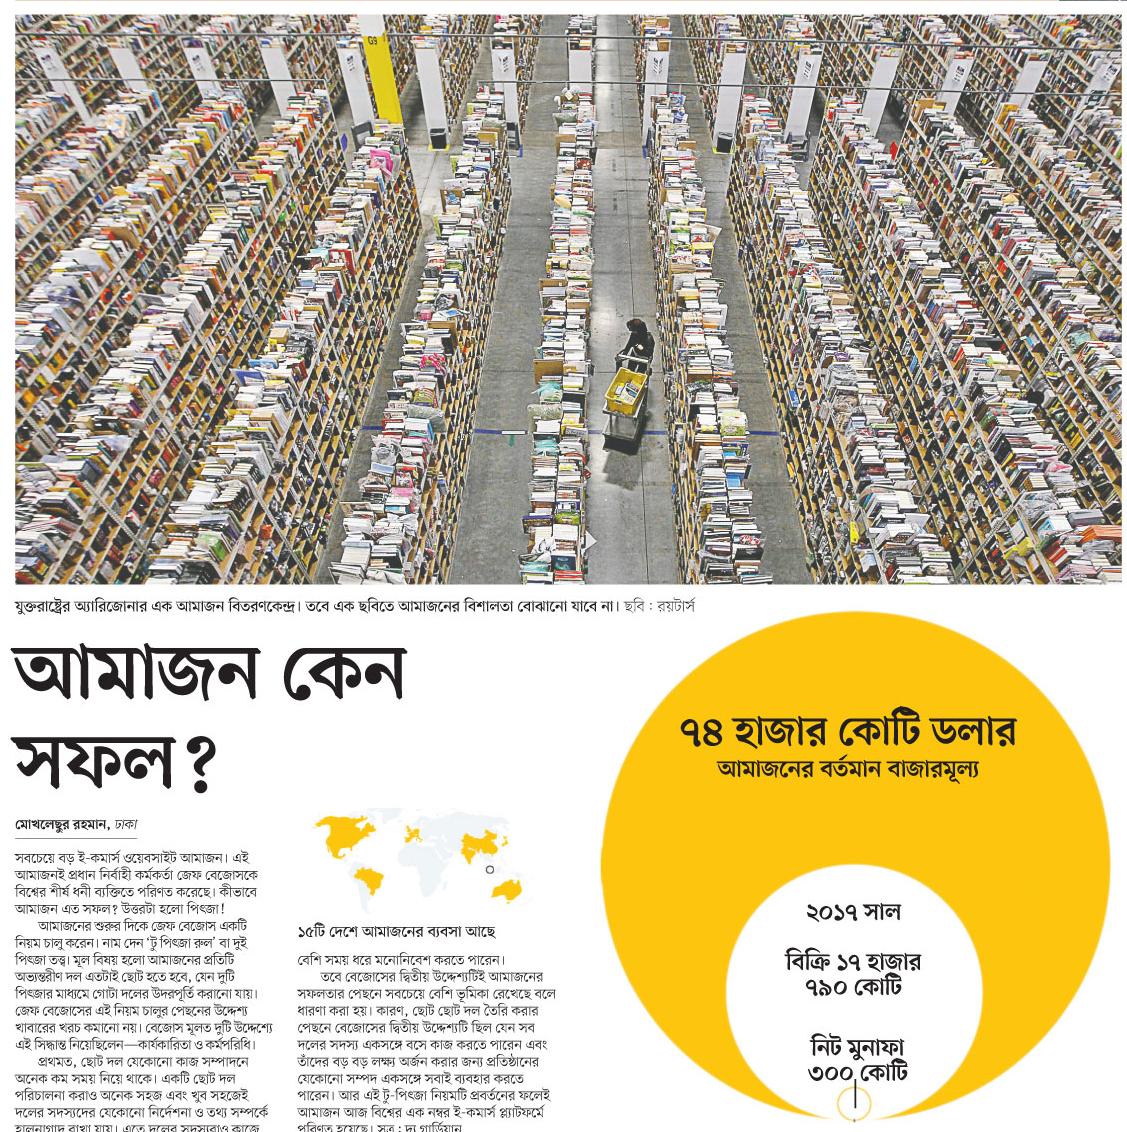 G9
যুক্তরাষ্ট্রের অ্যারিজোনার এক আমাজন বিতরণকেন্দ্র। তবে এক ছবিতে আমাজনের বিশালতা বোঝানো যাবে না। ছবি : রয়টার্স
আমাজন কেন
সফল?
মোখলেছুর রহমান, ঢাকা
সবচেয়ে বড় ই-কমার্স ওয়েবসাইট আমাজন। এই
আমাজনই প্রধান নির্বাহী কর্মকর্তা জেফ বেজোসকে
বিশ্বের শীর্ষ ধনী ব্যক্তিতে পরিণত করেছে। কীভাবে
আমাজন এত সফল? উত্তরটা হলো পিৎজা!
আমাজনের শুরুর দিকে জেফ বেজোস একটি
নিয়ম চালু করেন। নাম দেন ‘টু পিৎজা রুল’ বা দুই
পিৎজা তত্ত্ব। মূল বিষয় হলো আমাজনের প্রতিটি
অভ্যন্তরীণ দল এতটাই ছোট হতে হবে, যেন দুটি
পিৎজার মাধ্যমে গোটা দলের উদরপূর্তি করানো যায়।
জেফ বেজোসের এই নিয়ম চালুর পেছনের উদ্দেশ্য
খাবারের খরচ কমানো নয়। বেজোস মূলত দুটি উদ্দেশ্যে
এই সিদ্ধান্ত নিয়েছিলেন—কার্যকারিতা ও কর্মপরিধি।
প্রথমত, ছোট দল যেকোনো কাজ সম্পাদনে
অনেক কম সময় নিয়ে থাকে। একটি ছোট দল
পরিচালনা করাও অনেক সহজ এবং খুব সহজেই
দলের সদস্যদের যেকোনো নির্দেশনা ও তথ্য সম্পর্কে
হালনাগাদ রাখা যায়। এতে দলের সদস্যরাও কাজে
১৫টি দেশে আমাজনের ব্যবসা আছে
বেশি সময় ধরে মনোনিবেশ করতে পারেন।
তবে বেজোসের দ্বিতীয় উদ্দেশ্যটিই আমাজনের
সফলতার পেছনে সবচেয়ে বেশি ভূমিকা রেখেছে বলে
ধারণা করা হয়। কারণ, ছোট ছোট দল তৈরি করার
পেছনে বেজোসের দ্বিতীয় উদ্দেশ্যটি ছিল যেন সব
দলের সদস্য একসঙ্গে বসে কাজ করতে পারেন এবং
তাঁদের বড় বড় লক্ষ্য অর্জন করার জন্য প্রতিষ্ঠানের
যেকোনো সম্পদ একসঙ্গে সবাই ব্যবহার করতে
পারেন। আর এই টু-পিৎজা নিয়মটি প্রবর্তনের ফলেই
আমাজন আজ বিশ্বের এক নম্বর ই-কমার্স প্ল্যাটফর্মে
পরিণত হয়েছে। সূত্র : দ্য গার্ডিয়ান
৭৪ হাজার কোটি ডলার
আমাজনের বর্তমান বাজারমূল্য
২০১৭ সাল
বিক্রি ১৭ হাজার
৭৯০ কোটি
নিট মুনাফা
৩০০ কোটি